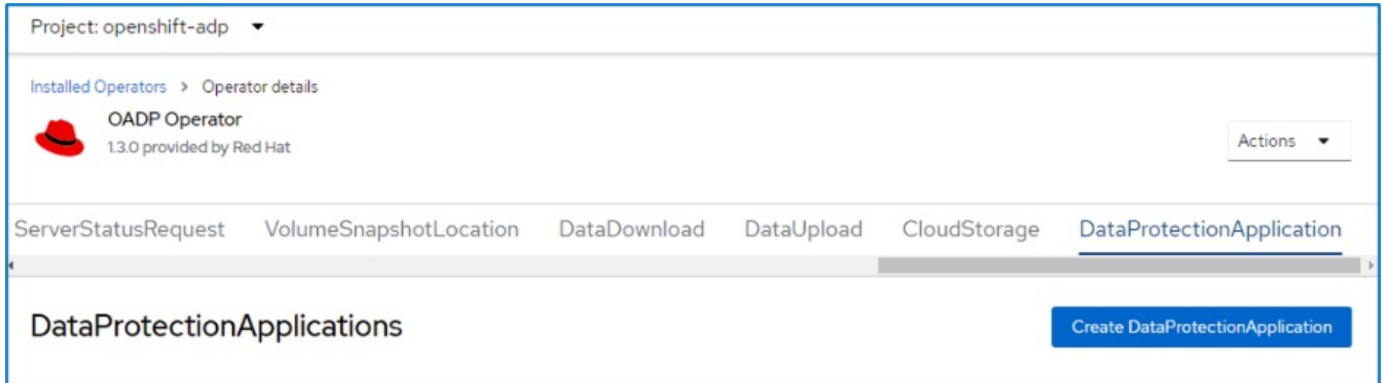 Project: openshift-adp
Installed Operators > Operator details
OADP Operator
1.3.0 provided by Red Hat
Actions
ServerStatusRequest VolumeSnapshotLocation DataDownload DataUpload CloudStorage DataProtectionApplication
DataProtectionApplications
Create DataProtectionApplication